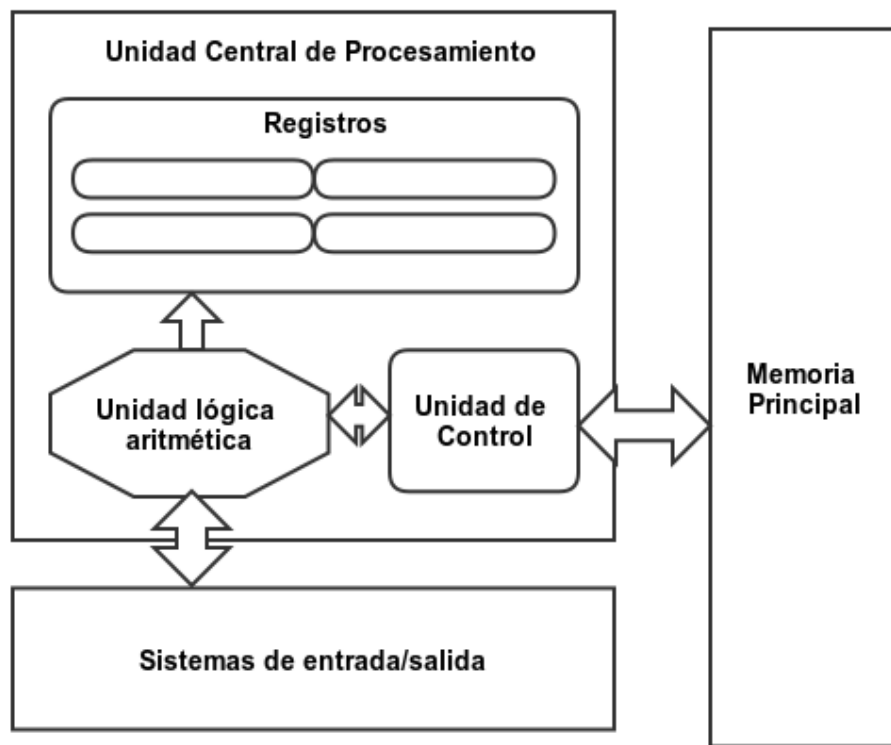 Unidad Central de Procesamiento
Registros
Unidad lógica
aritmética
Unidad de
Control
Memoria
Principal
Sistemas de entrada/salida